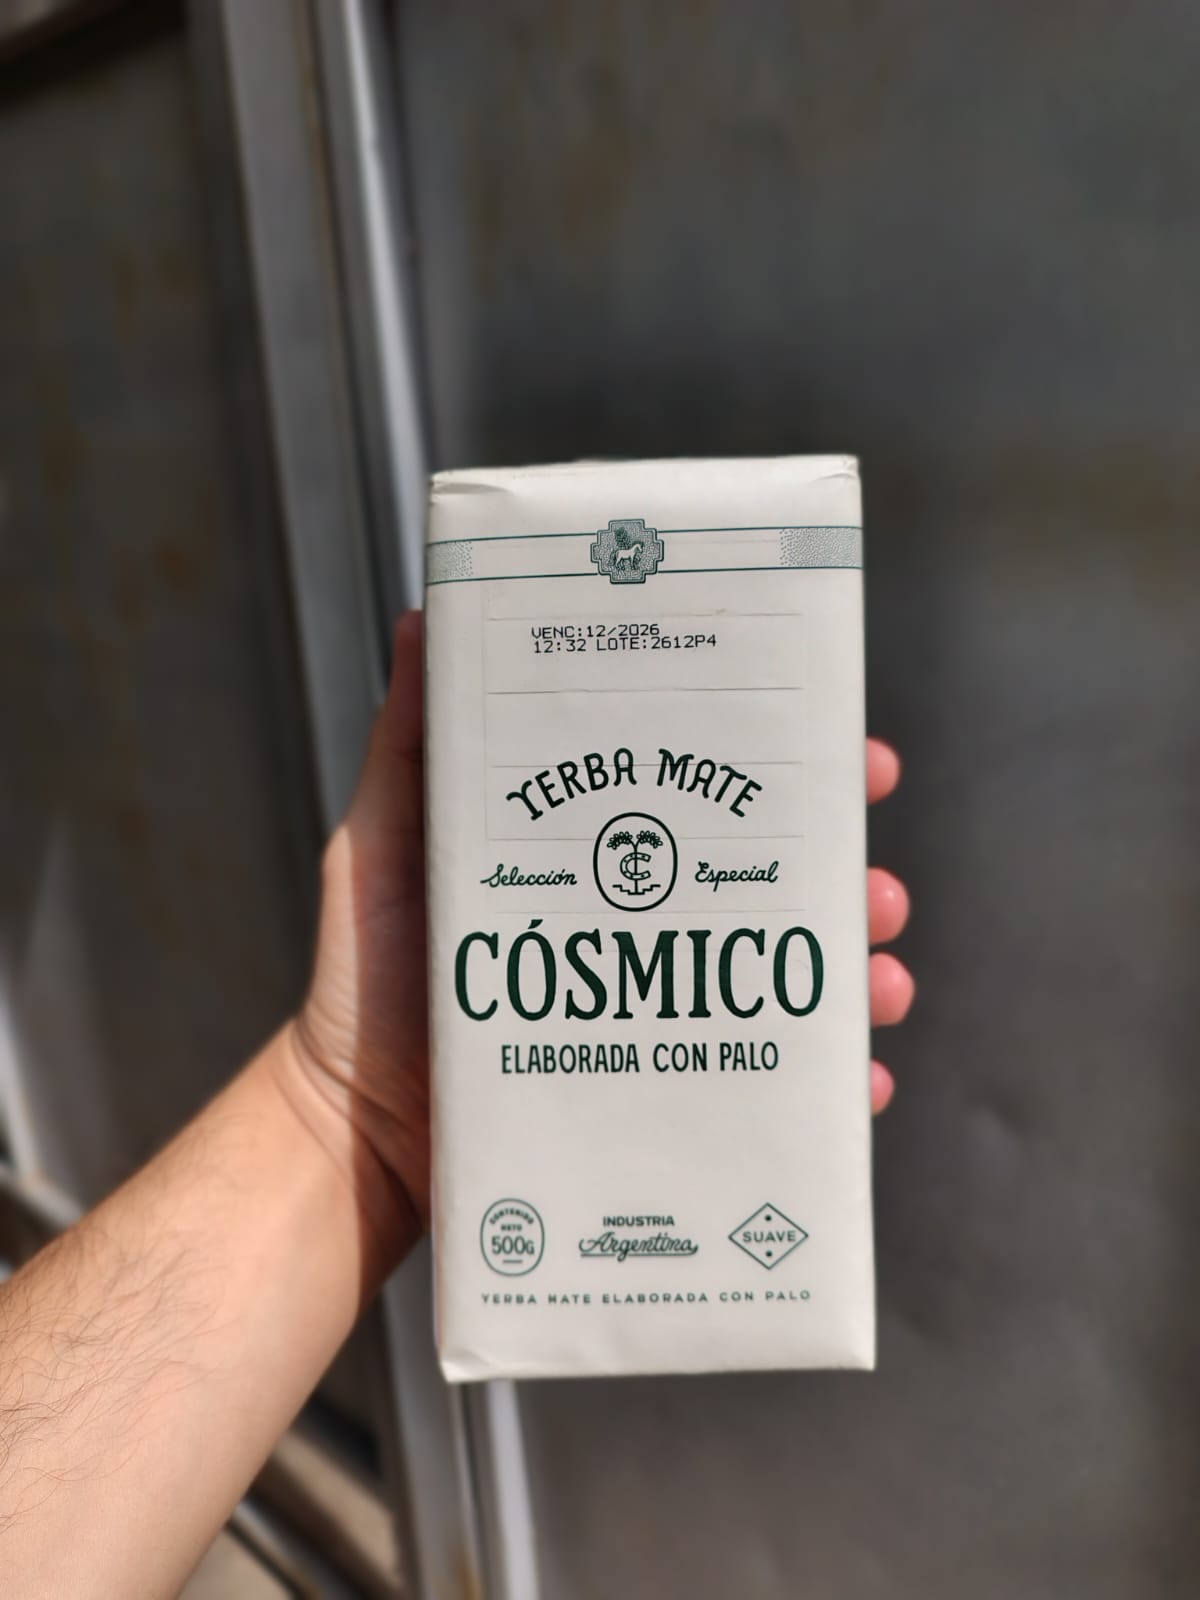 VENC:12/2026
12:32 LOTE:2612P4
YERBA MATE
Selección Especial
CÓSMICO
ELABORADA CON PALO
CONTENIDO
NETO
500G
INDUSTRIA
Argentina
SUAVE
YERBA MATE ELABORADA CON PALO